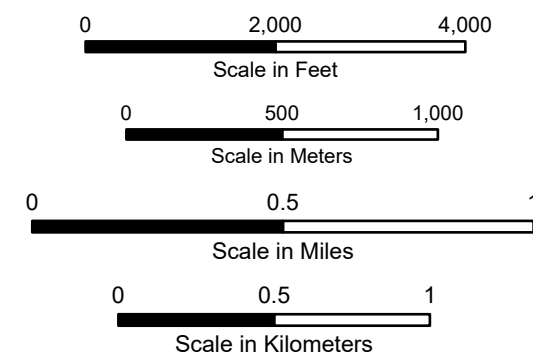 0 2,000 4,000
Scale in Feet
0 500 1,000
Scale in Meters
0 0.5
Scale in Miles
0 0.5 1
Scale in Kilometers